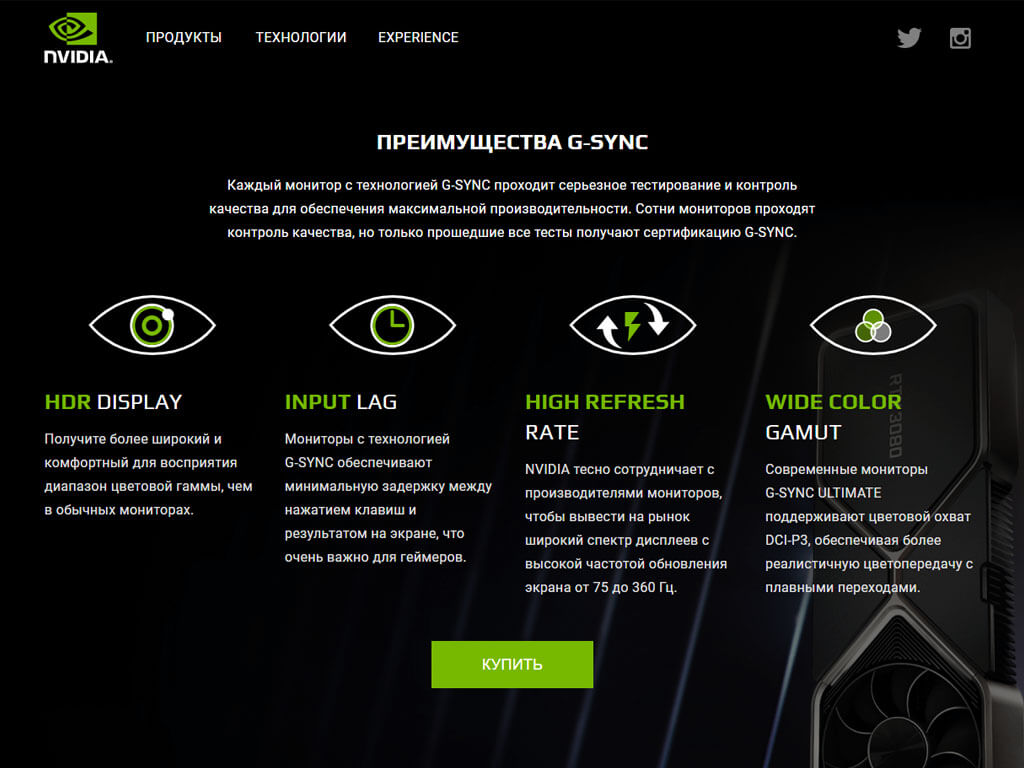 NVIDIA.
ПРОДУКТЫ ТЕХНОЛОГИИ EXPERIENCE
ПРЕИМУЩЕСТВА G-SYNC
Каждый монитор с технологией G-SYNC проходит серьезное тестирование и контроль
качества для обеспечения максимальной производительности. Сотни мониторов проходят
контроль качества, но только прошедшие все тесты получают сертификацию G-SYNC.
HDR DISPLAY
Получите более широкий и
комфортный для восприятия
диапазон цветовой гаммы, чем
в обычных мониторах.
INPUT LAG
Мониторы с технологией
G-SYNC обеспечивают
минимальную задержку между
нажатием клавиш и
результатом на экране, что
очень важно для геймеров.
HIGH REFRESH
RATE
NVIDIA тесно сотрудничает с
производителями мониторов,
чтобы вывести на рынок
широкий спектр дисплеев с
высокой частотой обновления
экрана от 75 до 360 Гц.
WIDE COLOR
GAMUT
Современные мониторы
G-SYNC ULTIMATE
поддерживают цветовой охват
DCI-P3, обеспечивая более
реалистичную цветопередачу с
плавными переходами.
RTX 3080
КУПИТЬ